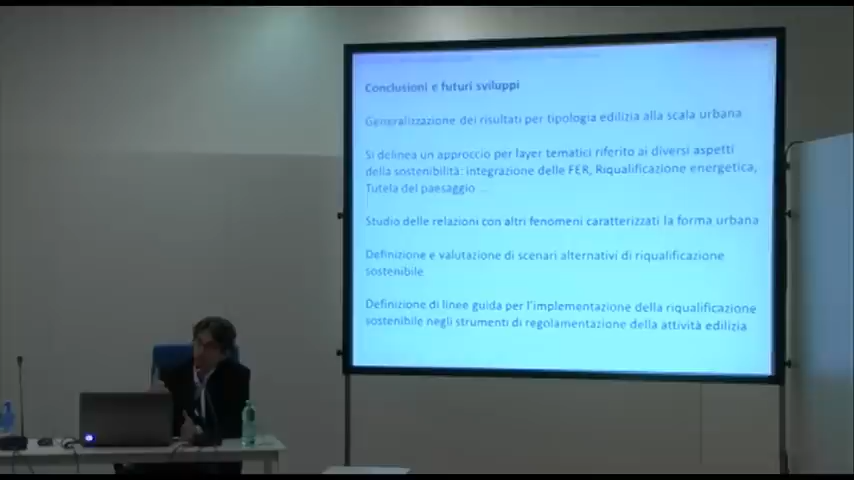 Conclusioni e futuri sviluppi
Generalizzazione dei risultati per tipologia edilizia alla scala urbana
Si delinea un approccio per layer tematici riferito ai diversi aspetti
della sostenibilità: integrazione delle FER, Riqualificazione energetica,
Tutela del paesaggio ...
Studio delle relazioni con altri fenomeni caratterizzati la forma urbana
Definizione e valutazione di scenari alternativi di riqualificazione
sostenibile
Definizione di linee guida per l'implementazione della riqualificazione
sostenibile negli strumenti di regolamentazione della attività edilizia